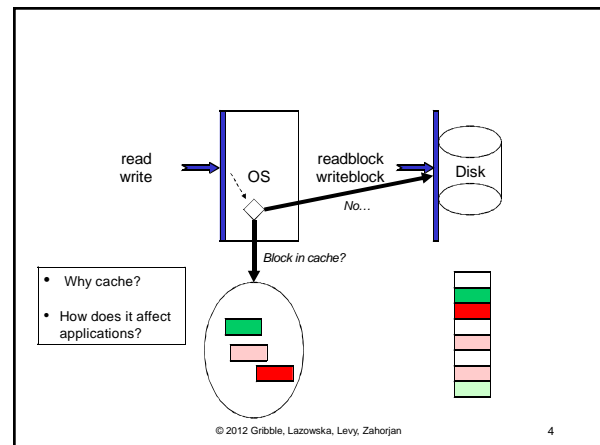 read
write
OS
readblock
writeblock
Disk
No…
Block in cache?
• Why cache?
• How does it affect
applications?
© 2012 Gribble, Lazowska, Levy, Zahorjan
4